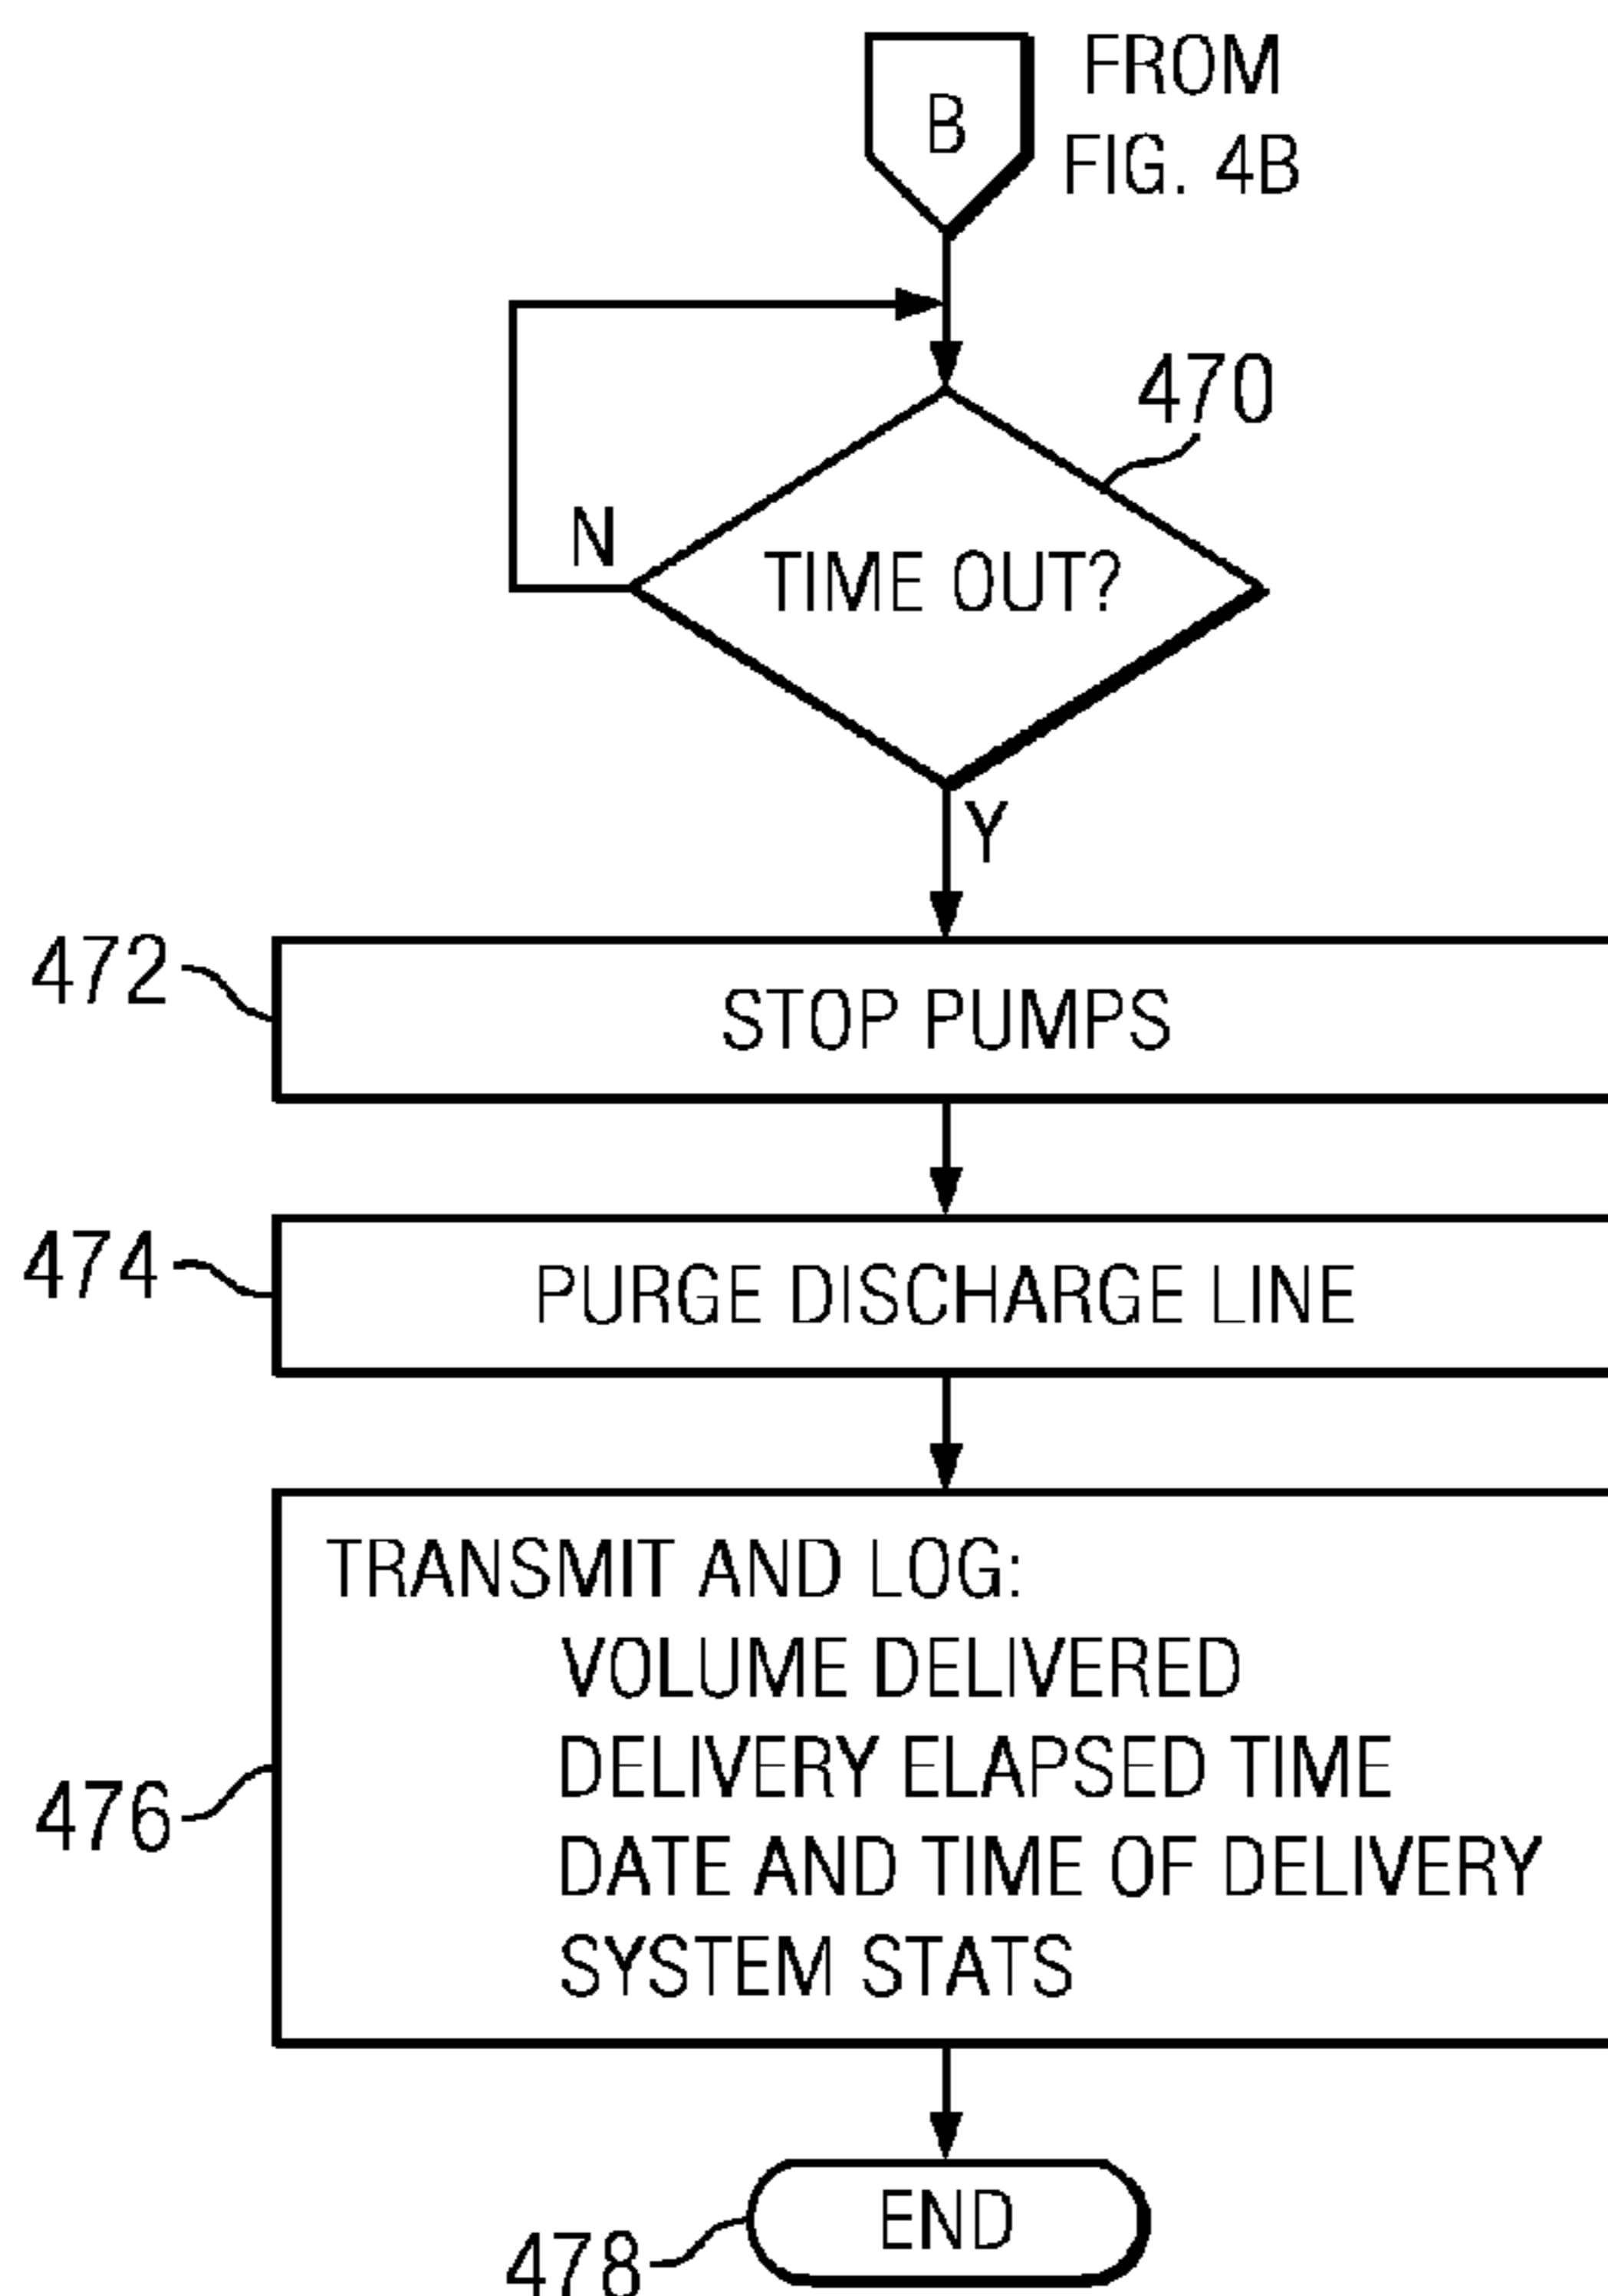 B
FROM
FIG. 4B
470
N
TIME OUT?
Y
472
STOP PUMPS
474
PURGE DISCHARGE LINE
TRANSMIT AND LOG:
VOLUME DELIVERED
DELIVERY ELAPSED TIME
476
DATE AND TIME OF DELIVERY
SYSTEM STATS
END
478